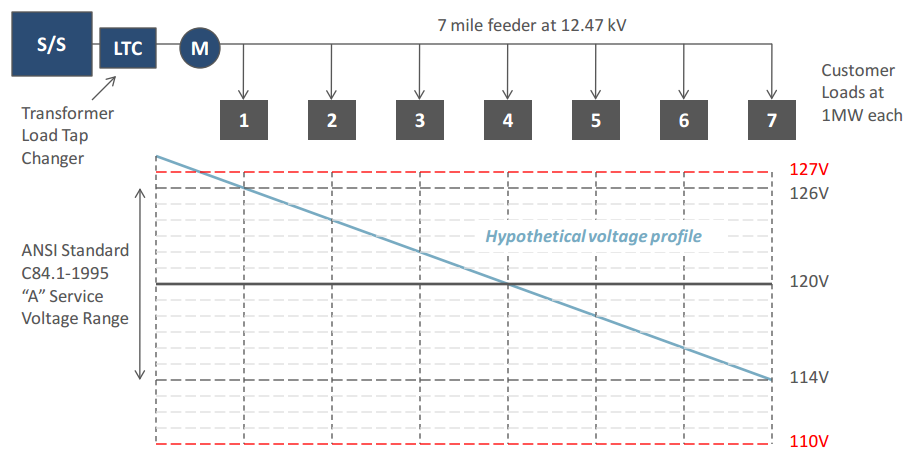 7 mile feeder at 12.47 kV
S/S
LTC
M
Customer
Loads at
1MW each
Transformer
Load Tap
Changer
1
2
3
4
5
6
7
127V
126V
Hypothetical voltage profile
ANSI Standard
C84.1-1995
“A” Service
Voltage Range
120V
114V
110V